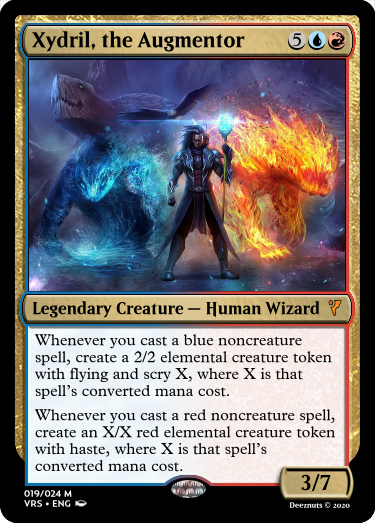 Xydril, the Augmentor 5
Legendary Creature — Human Wizard
Whenever you cast a blue noncreature
spell, create a 2/2 elemental creature token
with flying and scry X, where X is that
spell's converted mana cost.
Whenever you cast a red noncreature spell,
create an X/X red elemental creature token
with haste, where X is that spell's
converted mana cost.
3/7
019/024 M
VRS • ENG
Deeznuts © 2020